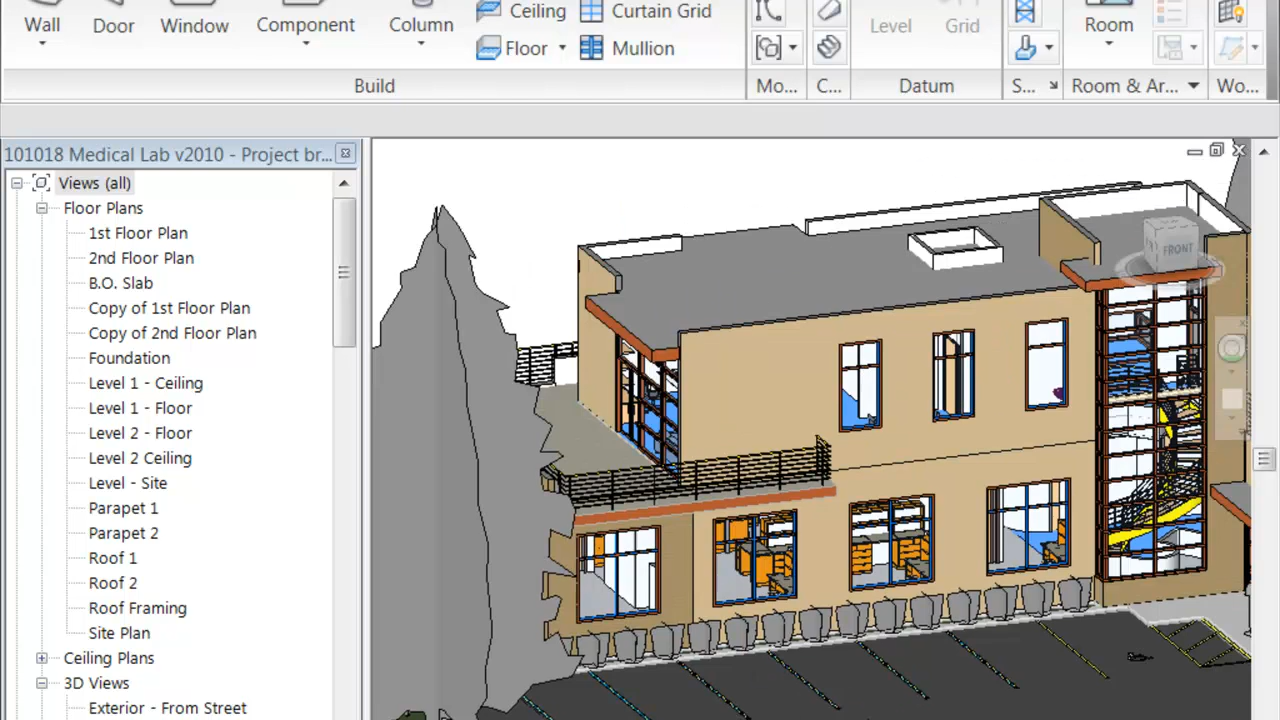 Wall
Door
Window
Component
Column
Ceiling
Curtain Grid
Floor
Mullion
Level
Grid
Room
Build
Mo...
C...
Datum
S...
Room & Ar...
Wo...
101018 Medical Lab v2010 - Project br...
Views (all)
Floor Plans
1st Floor Plan
2nd Floor Plan
B.O. Slab
Copy of 1st Floor Plan
Copy of 2nd Floor Plan
Foundation
Level 1 - Ceiling
Level 1 - Floor
Level 2 - Floor
Level 2 Ceiling
Level - Site
Parapet 1
Parapet 2
Roof 1
Roof 2
Roof Framing
Site Plan
Ceiling Plans
3D Views
Exterior - From Street
FRONT